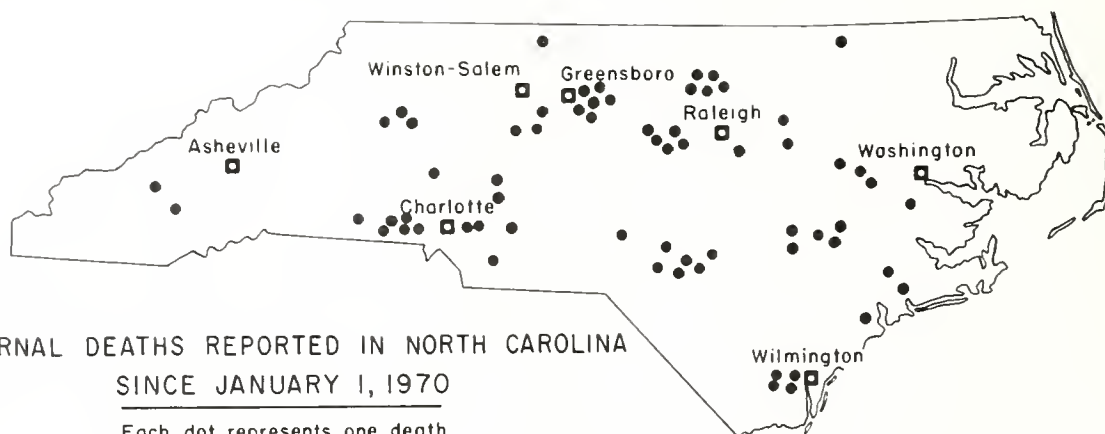 Winston-Salem
Greensboro
Raleigh
Asheville
Washington
Charlotte
RNAL DEATHS REPORTED IN NORTH CAROLINA
SINCE JANUARY 1, 1970
Wilmington
Each dot represents one death